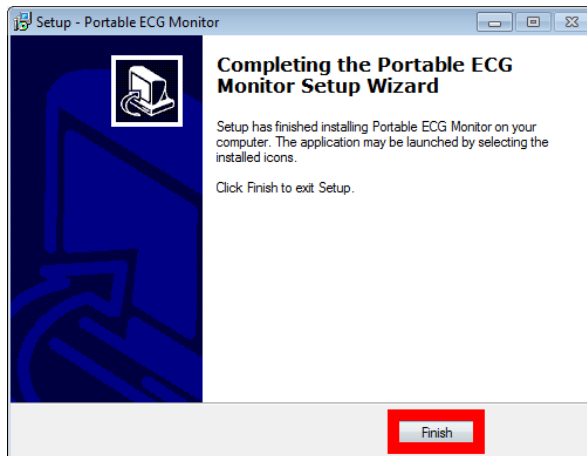 Setup - Portable ECG Monitor
Completing the Portable ECG
Monitor Setup Wizard
Setup has finished installing Portable ECG Monitor on your
computer. The application may be launched by selecting the
installed icons.
Click Finish to exit Setup.
Finish